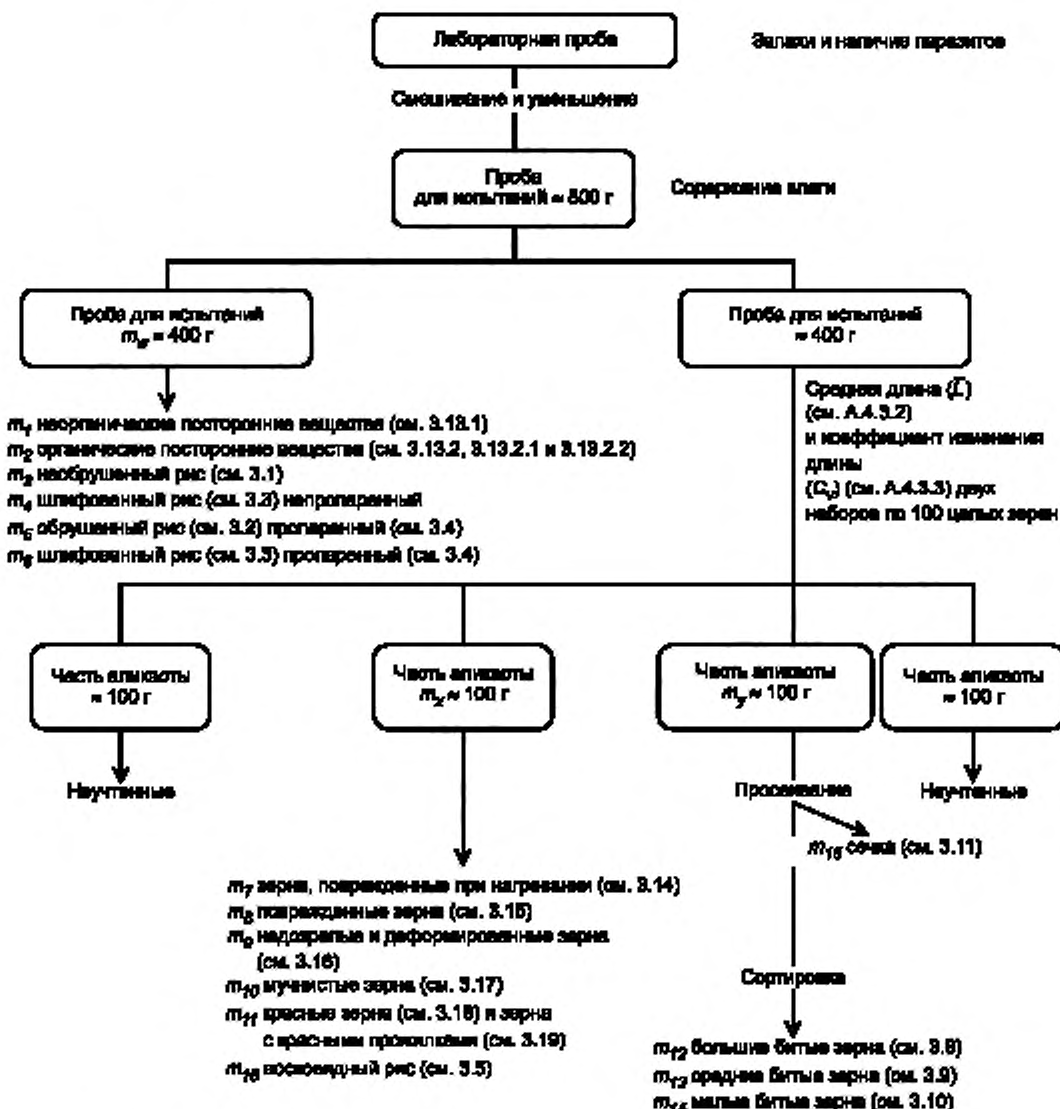 Лабораторная проба
Запахи и наличие паразитов
Смешивание и уменьшение
Проба
для испытаний ≈ 800 г
Содержание влаги
Проба для испытаний
≈ 400 г
Проба для испытаний
≈ 400 г
m1 неорганические посторонние вещества (см. 3.13.1)
m2 органические посторонние вещества (см. 3.13.2, 3.13.2.1 и 3.13.2.2)
m3 необрушенный рис (см. 3.1)
m4 шлифованный рис (см. 3.3) непропаренный
m5 обрушенный рис (см. 3.2) пропаренный (см. 3.4)
m6 шлифованный рис (см. 3.3) пропаренный (см. 3.4)
Средняя длина (L̄)
(см. А.4.3.2)
и коэффициент изменения
длины
(Cv) (см. А.4.3.3) двух
наборов по 100 целых зерен
Часть аликвоты
≈ 100 г
Часть аликвоты
≈ 100 г
Часть аликвоты
my ≈ 100 г
Часть аликвоты
≈ 100 г
Неучтенные
Просеивание
Неучтенные
сечка (см. 3.11)
m7 зерна, поврежденные при нагревании (см. 3.14)
m8 поврежденные зерна (см. 3.15)
m9 недозрелые и деформированные зерна
(см. 3.16)
m10 мучнистые зерна (см. 3.17)
m11 красные зерна (см. 3.18) и зерна
с красными прожилками (см. 3.19)
восковидный рис (см. 3.5)
Сортировка
m12 большие битые зерна (см. 3.8)
m13 средние битые зерна (см. 3.9)
m14 малые битые зерна (см. 3.10)